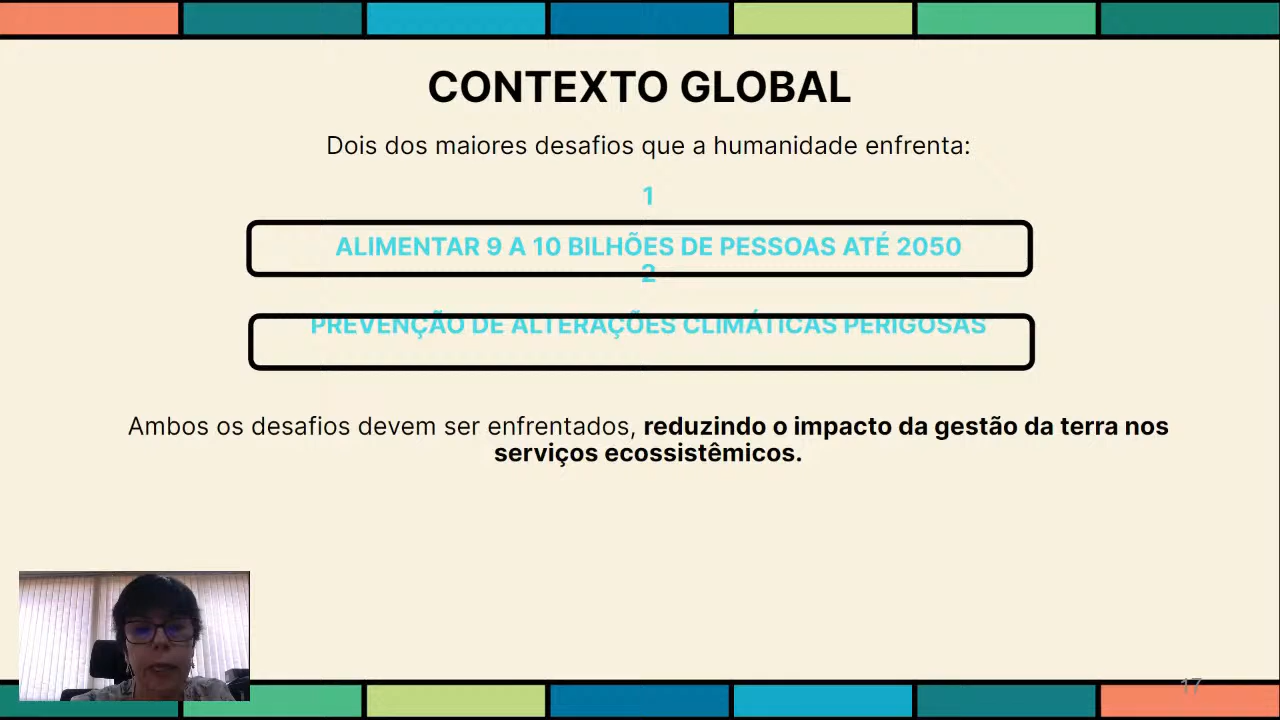 CONTEXTO GLOBAL
Dois dos maiores desafios que a humanidade enfrenta:
1
ALIMENTAR 9 A 10 BILHÕES DE PESSOAS ATÉ 2050
2
PREVENÇÃO DE ALTERAÇÕES CLIMÁTICAS PERIGOSAS
Ambos os desafios devem ser enfrentados, reduzindo o impacto da gestão da terra nos
serviços ecossistêmicos.
17